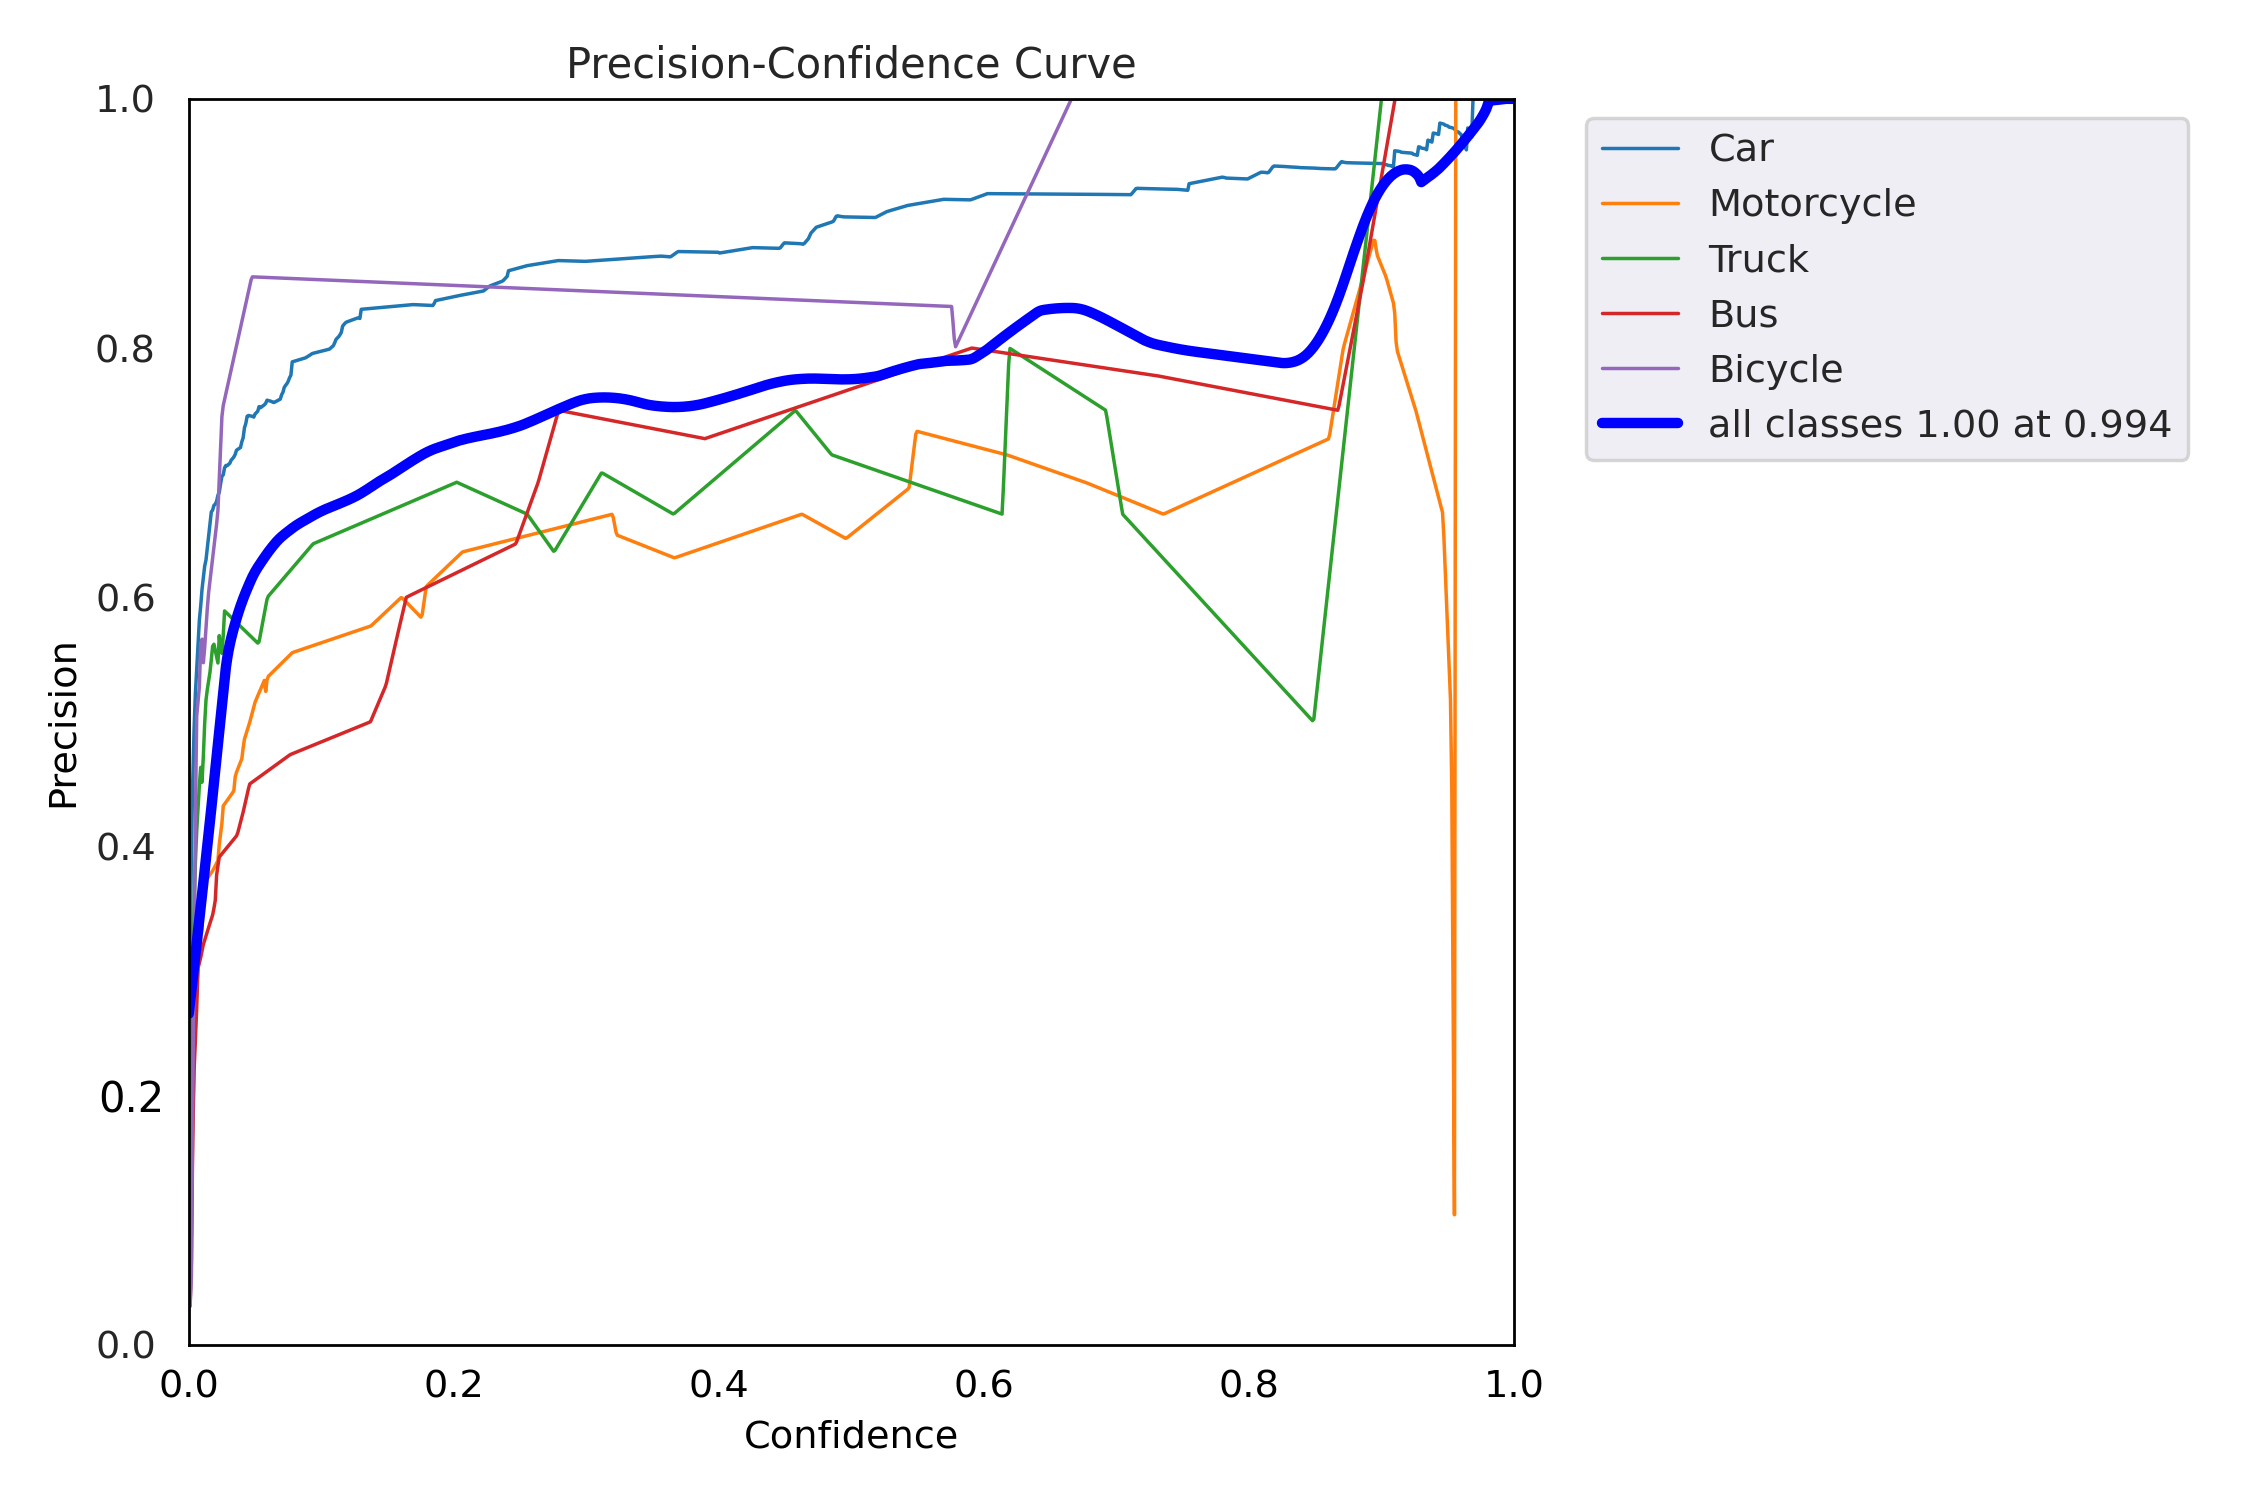 Precision-Confidence Curve
1.0
0.8
0.6
0.4
0.2
0.0
Precision
0.0 0.2 0.4 0.6 0.8 1.0
Confidence
Car
Motorcycle
Truck
Bus
Bicycle
all classes 1.00 at 0.994